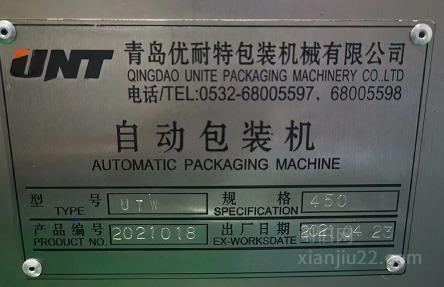 UNT 青岛优耐特包装机械有限公司
QINGDAO UNITE PACKAGING MACHINERY CO..LTD
电话/TEL:0532-68005597, 68005598
自动包装机
AUTOMATIC PACKAGING MACHINE
型号 UTW 规格 450
TYPE SPECIFICATION
产品编号 2021018 出厂日期 2021 04 23
PRODUCT NO. EX-WORKSDATE
xianjiu22.com